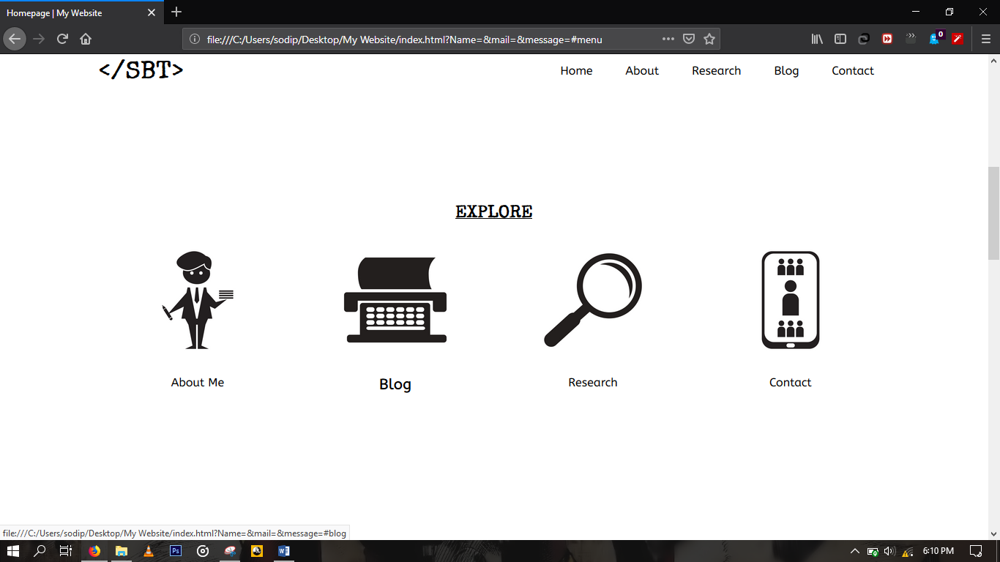 Homepage | My Website
file:///C:/Users/sodip/Desktop/My Website/index.html?Name=&mail=&message=#menu
0
</SBT>
Home About Research Blog Contact
EXPLORE
About Me Blog Research Contact
file:///C:/Users/sodip/Desktop/My Website/index.html?Name=&mail=&message=#blog
Ps
6:10 PM